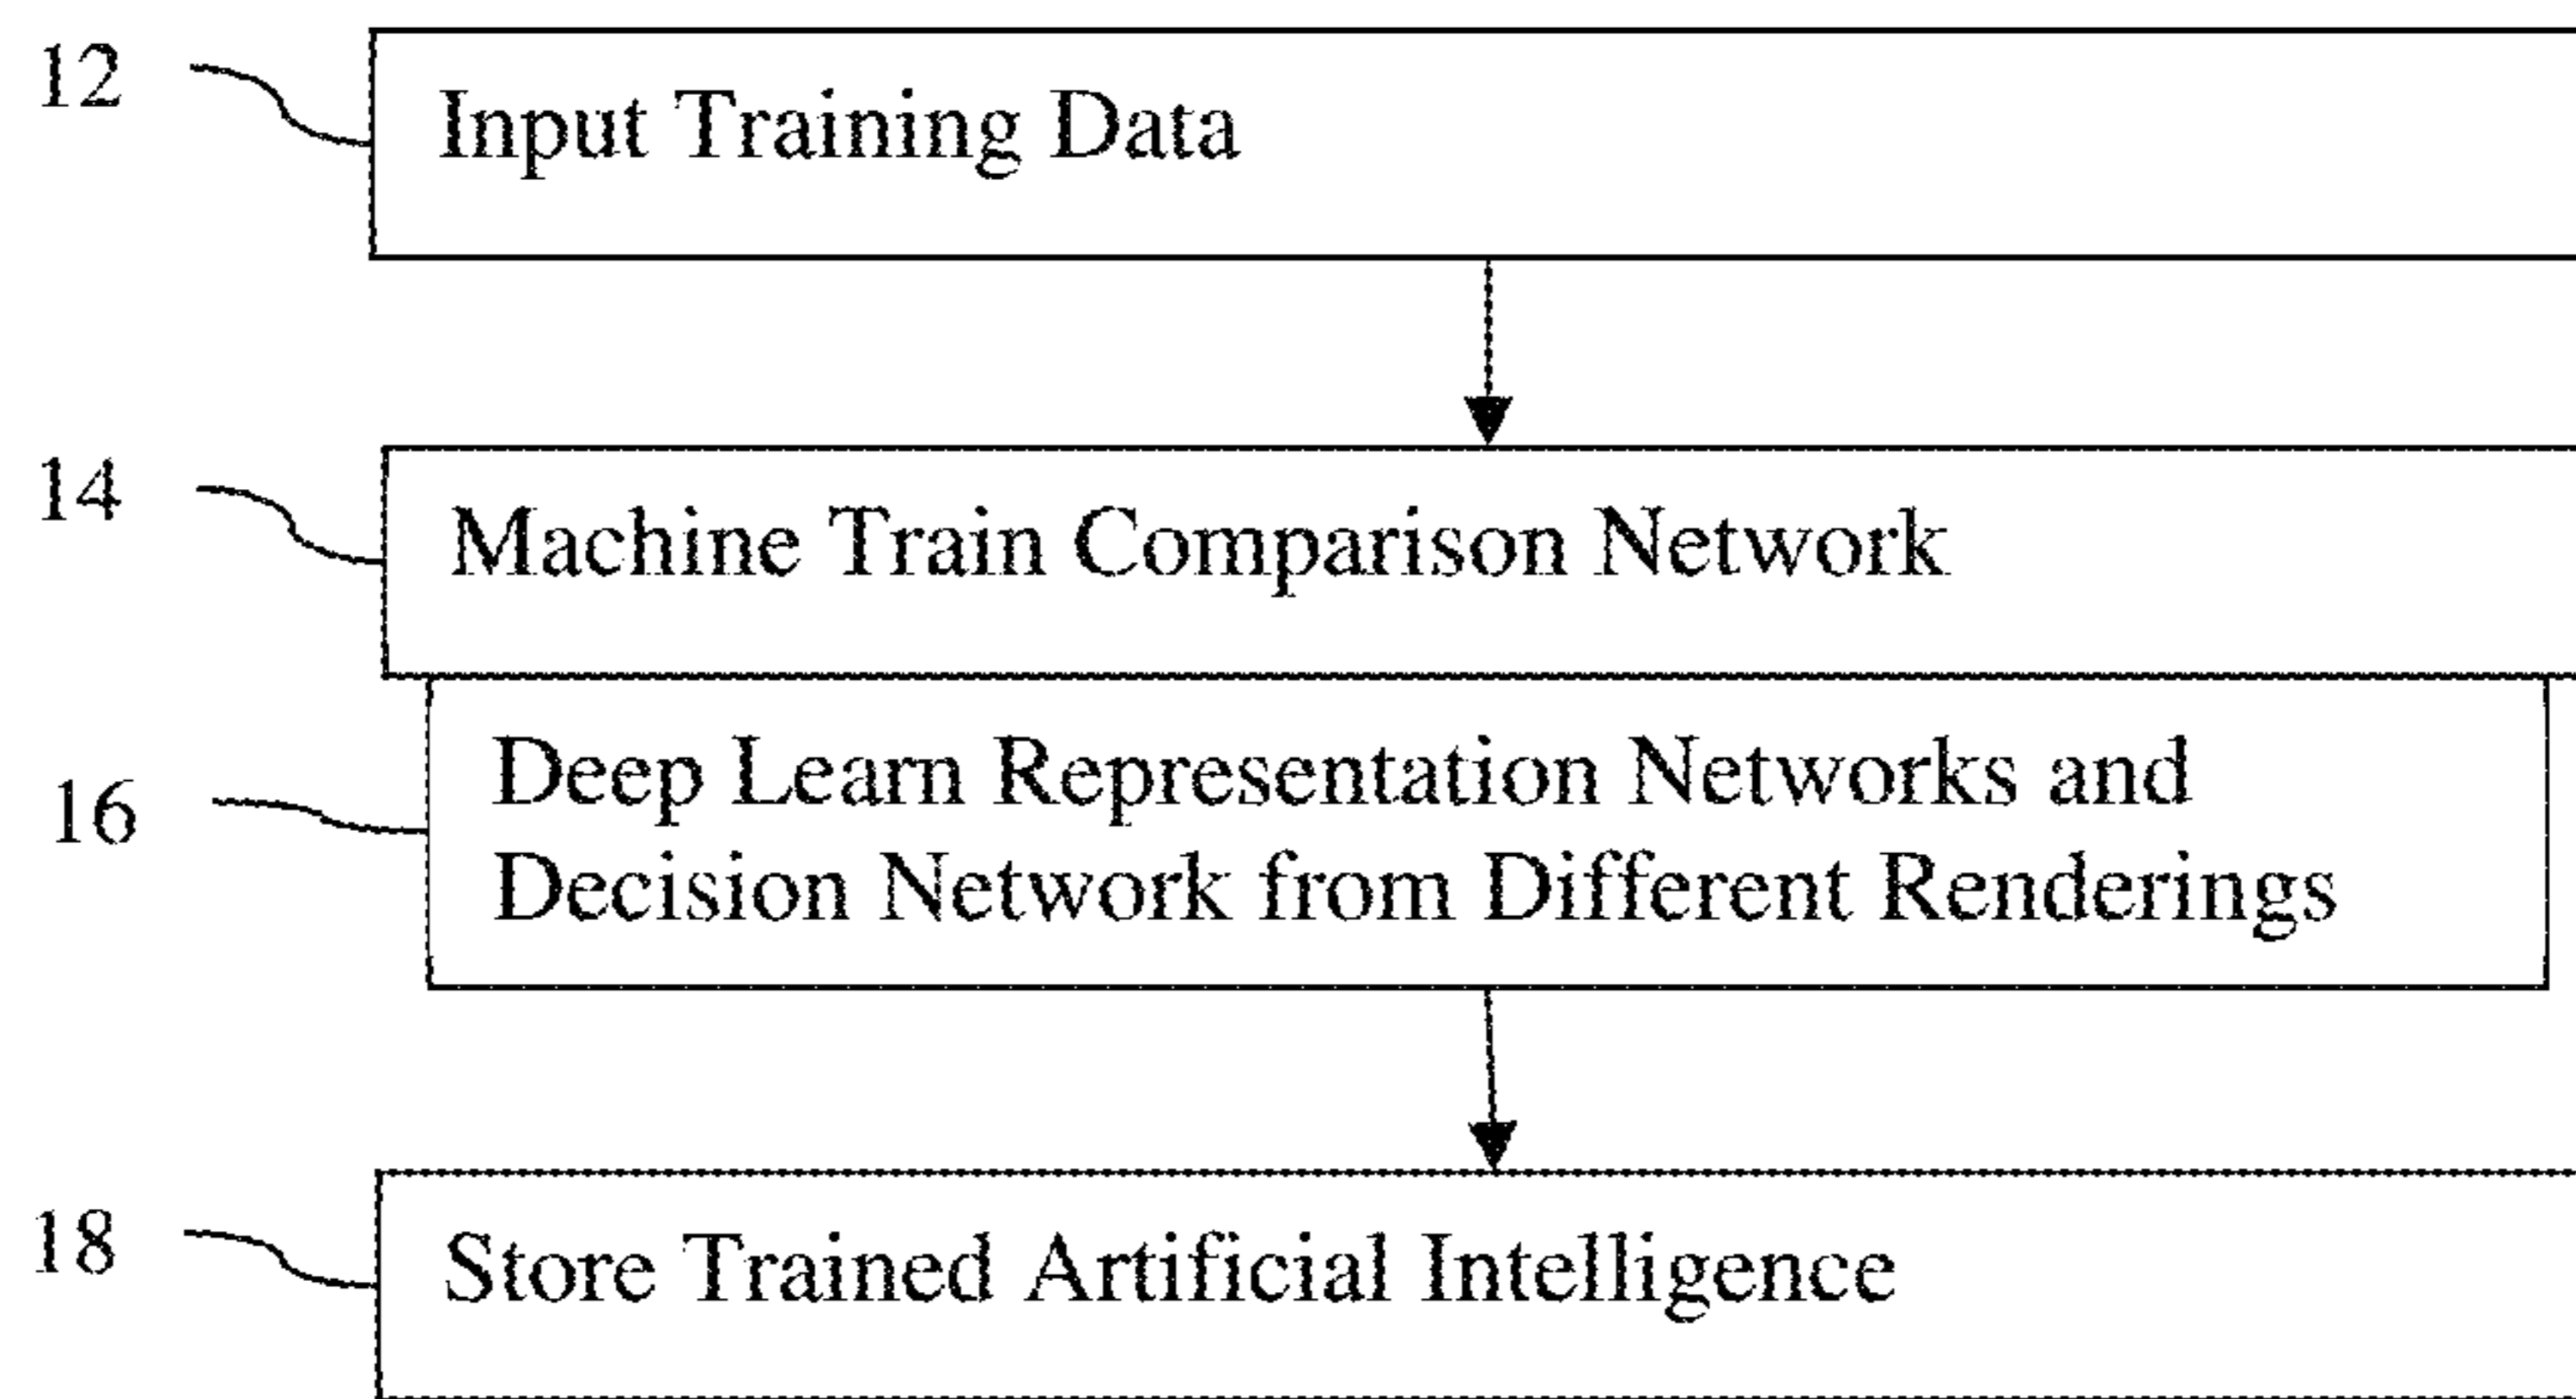 12
Input Training Data
14
Machine Train Comparison Network
16
Deep Learn Representation Networks and
Decision Network from Different Renderings
18
Store Trained Artificial Intelligence